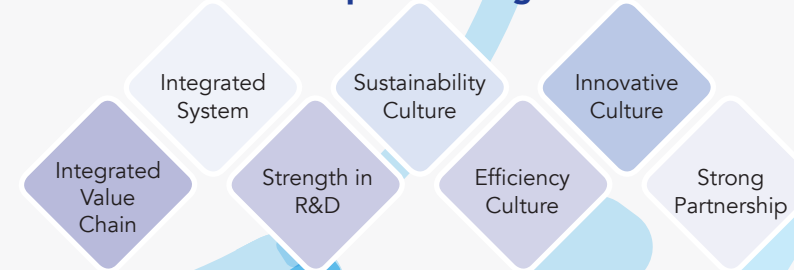 Integrated
System
Sustainability
Culture
Innovative
Culture
Integrated
Value
Chain
Strength in
R&D
Efficiency
Culture
Strong
Partnership